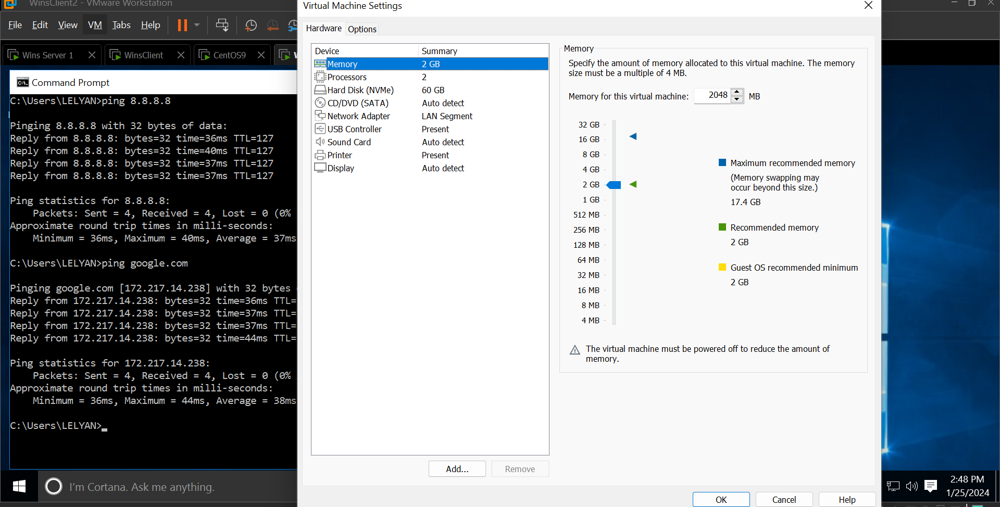 WinsClient2 - VMware Workstation
File Edit View VM Tabs Help
Wins Server 1
WinsClient
CentOS9
Command Prompt
C:\Users\LELYAN>ping 8.8.8.8
Pinging 8.8.8.8 with 32 bytes of data:
Reply from 8.8.8.8: bytes=32 time=36ms TTL=127
Reply from 8.8.8.8: bytes=32 time=40ms TTL=127
Reply from 8.8.8.8: bytes=32 time=37ms TTL=127
Reply from 8.8.8.8: bytes=32 time=37ms TTL=127
Ping statistics for 8.8.8.8:
Packets: Sent = 4, Received = 4, Lost = 0 (0%
Approximate round trip times in milli-seconds:
Minimum = 36ms, Maximum = 40ms, Average = 37ms
C:\Users\LELYAN>ping google.com
Pinging google.com [172.217.14.238] with 32 bytes
Reply from 172.217.14.238: bytes=32 time=36ms TTL=
Reply from 172.217.14.238: bytes=32 time=37ms TTL=
Reply from 172.217.14.238: bytes=32 time=37ms TTL=
Reply from 172.217.14.238: bytes=32 time=44ms TTL=
Ping statistics for 172.217.14.238:
Packets: Sent = 4, Received = 4, Lost = 0 (0%
Approximate round trip times in milli-seconds:
Minimum = 36ms, Maximum = 44ms, Average = 38ms
C:\Users\LELYAN>_
I'm Cortana. Ask me anything.
Virtual Machine Settings
Hardware Options
Device Summary
Memory 2 GB
Processors 2
Hard Disk (NVMe) 60 GB
CD/DVD (SATA) Auto detect
Network Adapter LAN Segment
USB Controller Present
Sound Card Auto detect
Printer Present
Display Auto detect
Add... Remove
Memory
Specify the amount of memory allocated to this virtual machine. The memory
size must be a multiple of 4 MB.
Memory for this virtual machine: 2048 MB
32 GB
16 GB
8 GB
4 GB
2 GB
1 GB
512 MB
256 MB
128 MB
64 MB
32 MB
16 MB
8 MB
4 MB
Maximum recommended memory
(Memory swapping may
occur beyond this size.)
17.4 GB
Recommended memory
2 GB
Guest OS recommended minimum
2 GB
The virtual machine must be powered off to reduce the amount of
memory.
OK Cancel Help
2:48 PM
1/25/2024